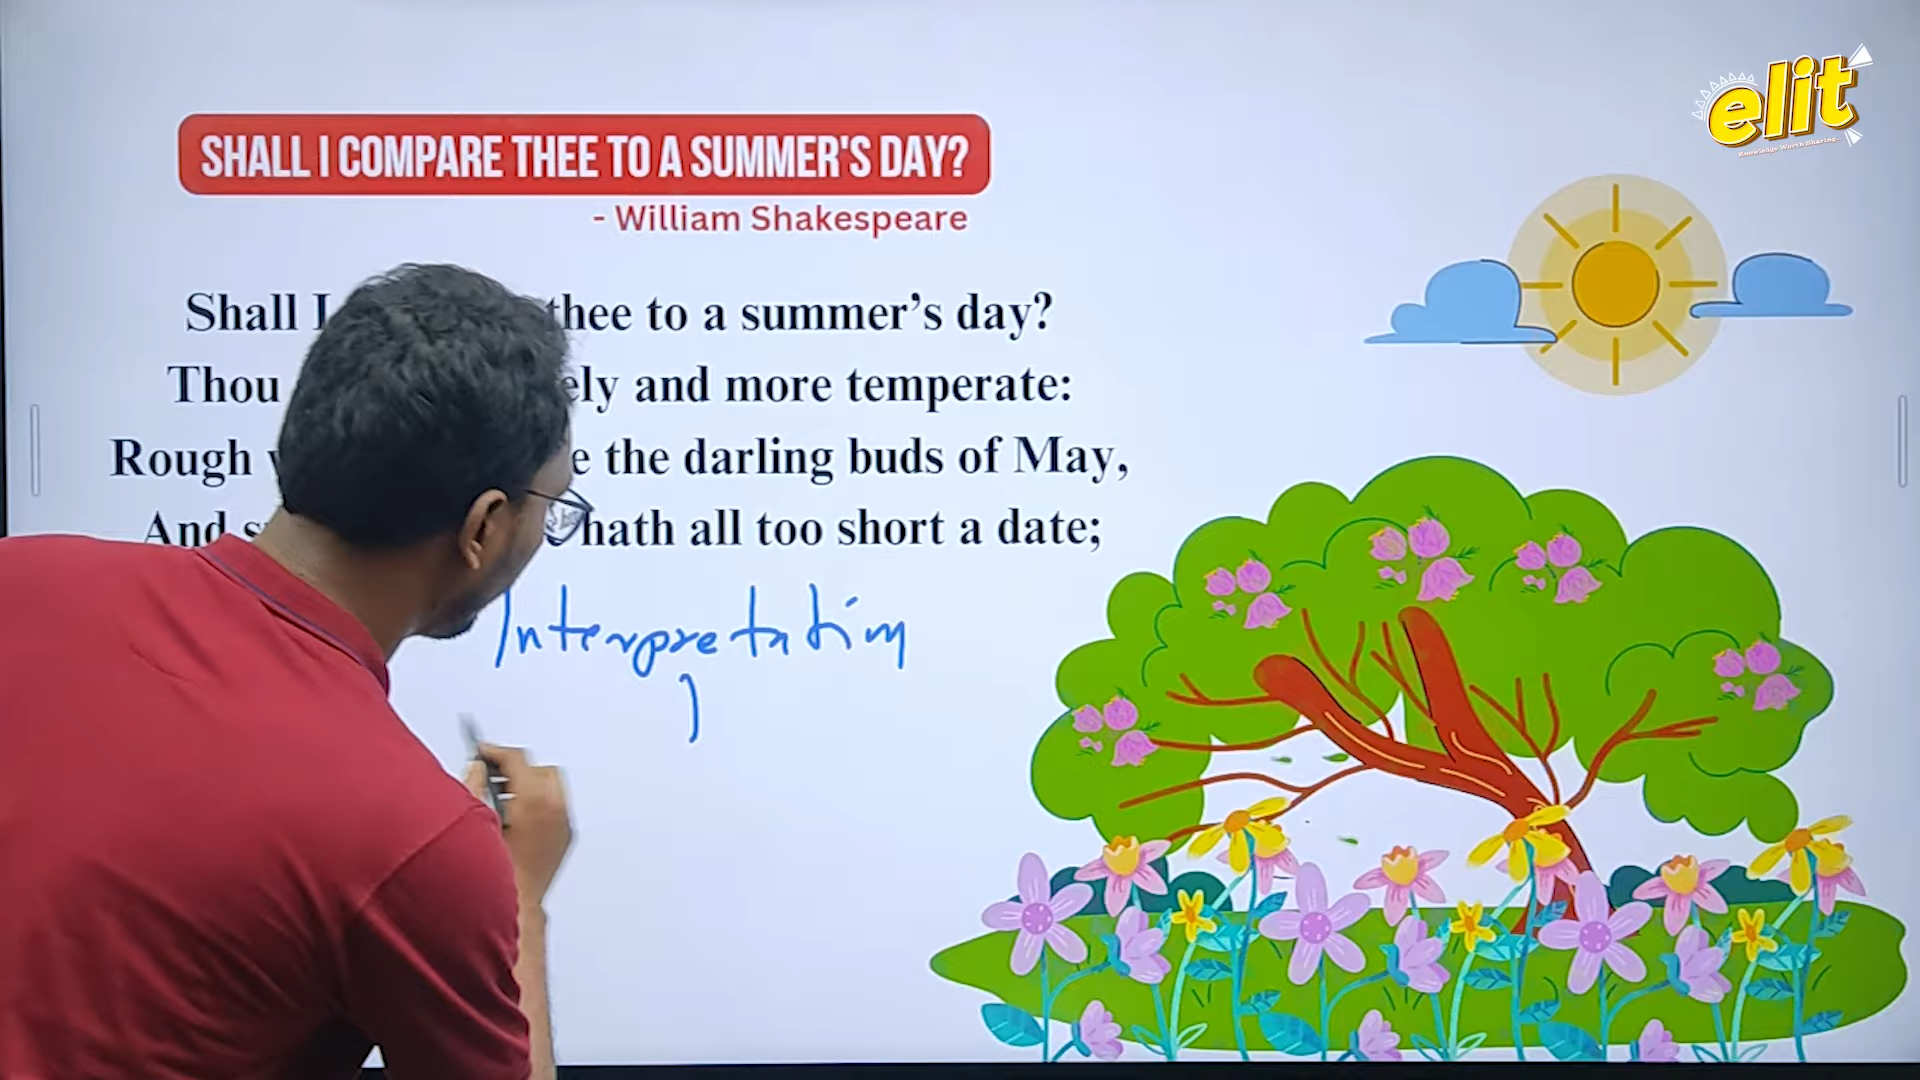 elit
Knowledge Worth Sharing...
SHALL I COMPARE THEE TO A SUMMER'S DAY?
- William Shakespeare
Shall I thee to a summer's day?
Thou ely and more temperate:
Rough the darling buds of May,
And hath all too short a date;
Interpretation